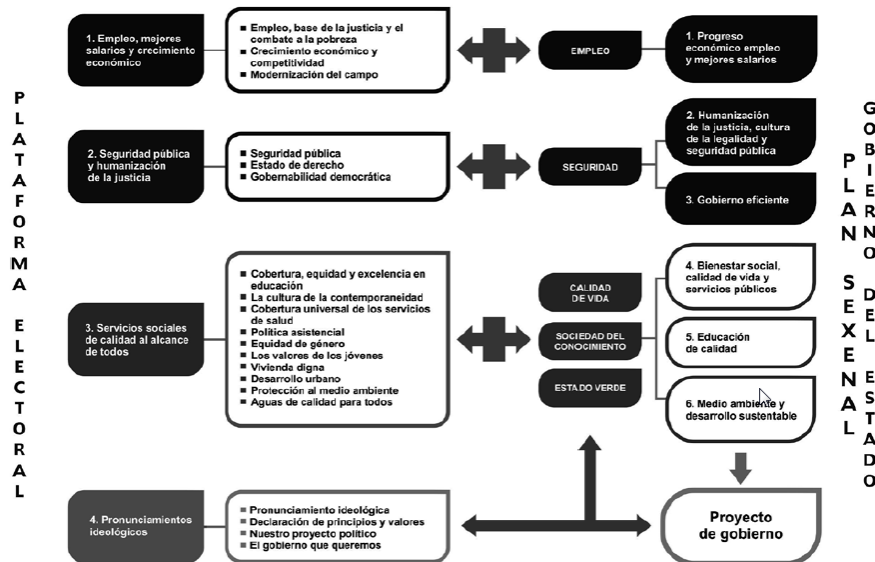 PLATAFORMA ELECTORAL
1. Empleo, mejores
salarios y crecimiento
económico
■ Empleo, base de la justicia y el
combate a la pobreza
■ Crecimiento económico y
competitividad
■ Modernización del campo
EMPLEO
1. Progreso
económico empleo
y mejores salarios
2. Seguridad pública
y humanización
de la justicia
■ Seguridad pública
■ Estado de derecho
■ Gobernabilidad democrática
SEGURIDAD
2. Humanización
de la justicia, cultura
de la legalidad y
seguridad pública
3. Gobierno eficiente
3. Servicios sociales
de calidad al alcance
de todos
■ Cobertura, equidad y excelencia en
educación
■ La cultura de la contemporaneidad
■ Cobertura universal de los servicios
de salud
■ Política asistencial
■ Equidad de género
■ Los valores de los jóvenes
■ Vivienda digna
■ Desarrollo urbano
■ Protección al medio ambiente
■ Aguas de calidad para todos
CALIDAD
DE VIDA
SOCIEDAD DEL
CONOCIMIENTO
ESTADO VERDE
4. Bienestar social,
calidad de vida y
servicios públicos
5. Educación
de calidad
6. Medio ambiente y
desarrollo sustentable
4. Pronunciamientos
ideológicos
■ Pronunciamiento ideológica
■ Declaración de principios y valores
■ Nuestro proyecto político
■ El gobierno que queremos
Proyecto
de gobierno
PLAN SEXENAL
GOBIERNO DEL ESTADO